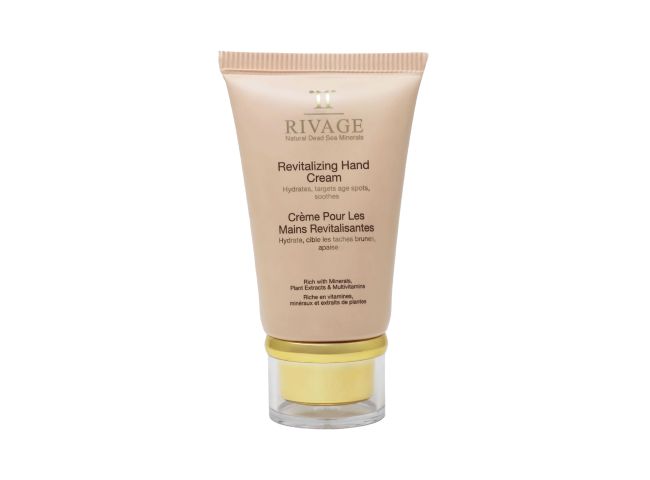 RIVAGE
Natural Dead Sea Minerals
Revitalizing Hand
Cream
Hydrates, targets age spots,
soothes
Crème Pour Les
Mains Revitalisantes
Hydrate, cible les taches brunes,
apaise
Rich with Minerals,
Plant Extracts & Multivitamins
Riche en vitamines,
minéraux et extraits de plantes